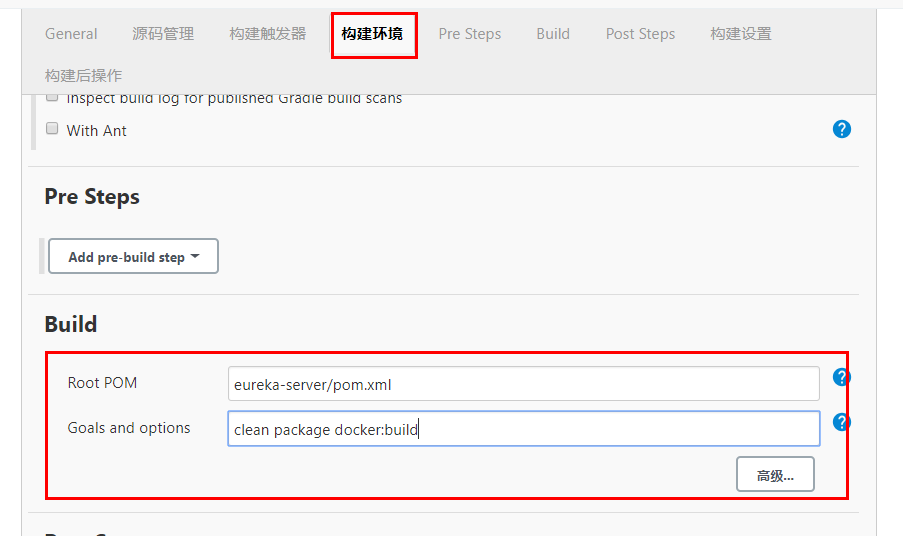 General 源码管理 构建触发器 构建环境 Pre Steps Build Post Steps 构建设置
构建后操作
Inspect build log for published Gradle build scans
With Ant
Pre Steps
Add pre-build step
Build
Root POM eureka-server/pom.xml
Goals and options clean package docker:build
高级...